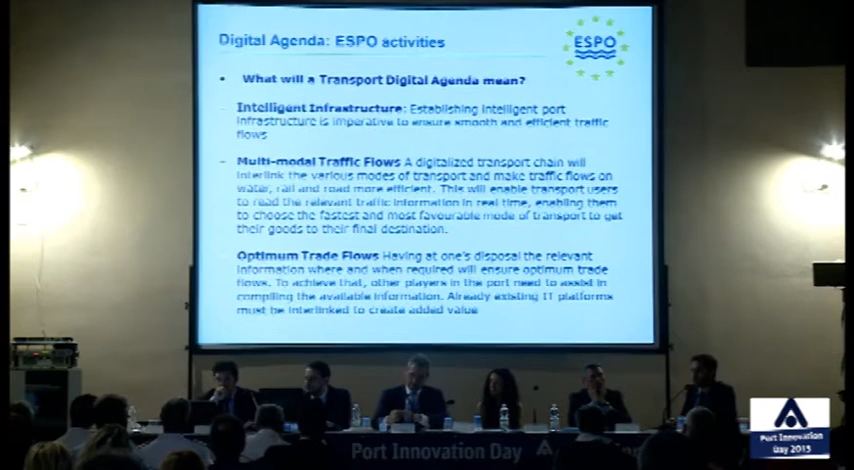 Digital Agenda: ESPO activities
ESPO
• What will a Transport Digital Agenda mean?
– Intelligent Infrastructure: Establishing intelligent port
infrastructure is imperative to ensure smooth and efficient traffic
flows
– Multi-modal Traffic Flows A digitalized transport chain will
interlink the various modes of transport and make traffic flows on
water, rail and road more efficient. This will enable transport users
to read the relevant traffic information in real time, enabling them
to choose the fastest and most favourable mode of transport to get
their goods to their final destination.
Optimum Trade Flows Having at one's disposal the relevant
information where and when required will ensure optimum trade
flows. To achieve that, other players in the port need to assist in
compiling the available information. Already existing IT platforms
must be interlinked to create added value
Port Innovation Day
Port Innovation
Day 2015